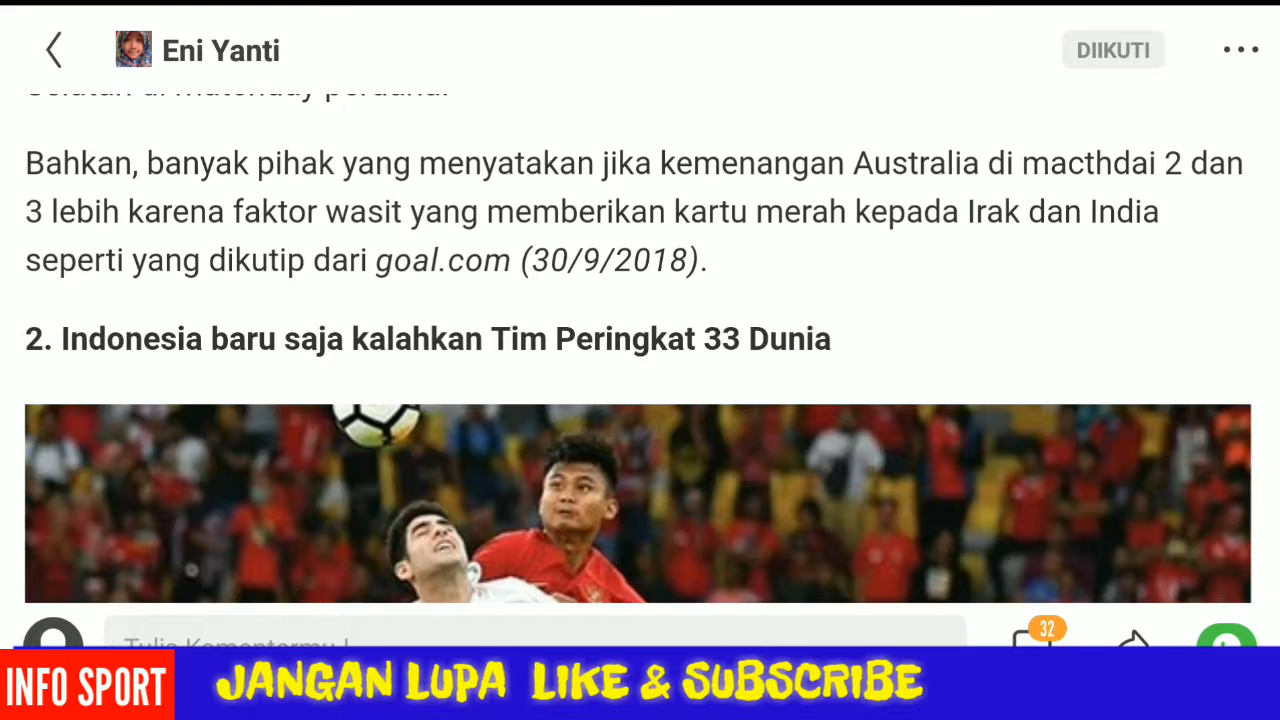 Eni Yanti
DIIKUTI
Bahkan, banyak pihak yang menyatakan jika kemenangan Australia di macthdai 2 dan
3 lebih karena faktor wasit yang memberikan kartu merah kepada Irak dan India
seperti yang dikutip dari goal.com (30/9/2018).
2. Indonesia baru saja kalahkan Tim Peringkat 33 Dunia
32
INFO SPORT
JANGAN LUPA LIKE & SUBSCRIBE